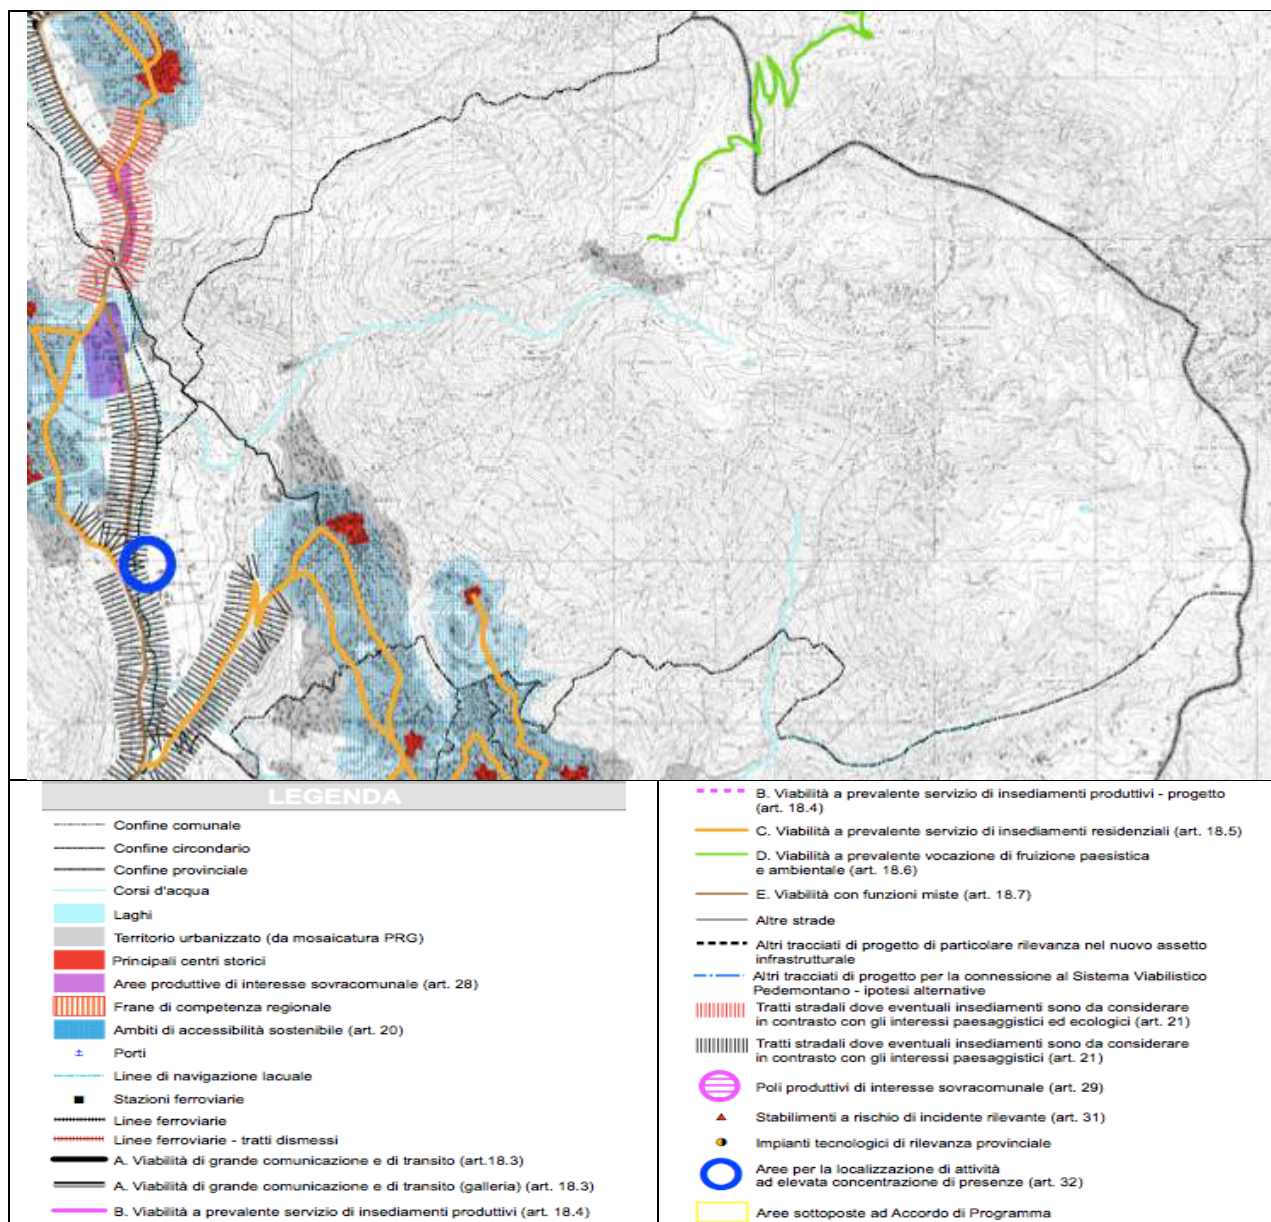 LEGENDA
Confine comunale
Confine circondario
Confine provinciale
Corsi d'acqua
Laghi
Territorio urbanizzato (da mosaicatura PRG)
Principali centri storici
Aree produttive di interesse sovracomunale (art. 28)
Frane di competenza regionale
Ambiti di accessibilità sostenibile (art. 20)
Porti
Linee di navigazione lacuale
Stazioni ferroviarie
Linee ferroviarie
Linee ferroviarie - tratti dismessi
A. Viabilità di grande comunicazione e di transito (art.18.3)
A. Viabilità di grande comunicazione e di transito (galleria) (art. 18.3)
B. Viabilità a prevalente servizio di insediamenti produttivi (art. 18.4)
B. Viabilità a prevalente servizio di insediamenti produttivi - progetto
(art. 18.4)
C. Viabilità a prevalente servizio di insediamenti residenziali (art. 18.5)
D. Viabilità a prevalente vocazione di fruizione paesistica
e ambientale (art. 18.6)
E. Viabilità con funzioni miste (art. 18.7)
Altre strade
Altri tracciati di progetto di particolare rilevanza nel nuovo assetto
infrastrutturale
Altri tracciati di progetto per la connessione al Sistema Viabilistico
Pedemontano - ipotesi alternative
Tratti stradali dove eventuali insediamenti sono da considerare
in contrasto con gli interessi paesaggistici ed ecologici (art. 21)
Tratti stradali dove eventuali insediamenti sono da considerare
in contrasto con gli interessi paesaggistici (art. 21)
Poli produttivi di interesse sovracomunale (art. 29)
Stabilimenti a rischio di incidente rilevante (art. 31)
Impianti tecnologici di rilevanza provinciale
Aree per la localizzazione di attività
ad elevata concentrazione di presenze (art. 32)
Aree sottoposte ad Accordo di Programma